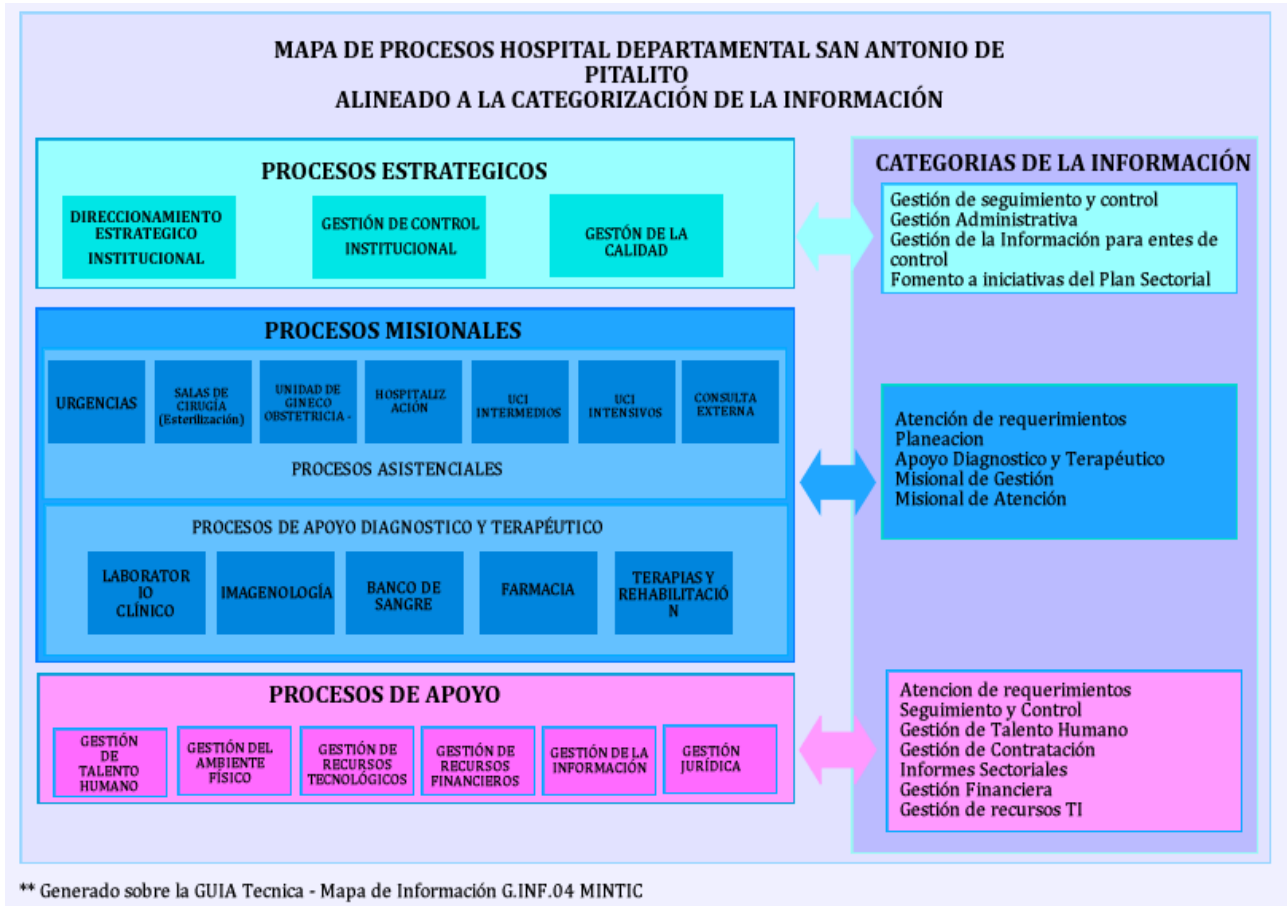 MAPA DE PROCESOS HOSPITAL DEPARTAMENTAL SAN ANTONIO DE
PITALITO
ALINEADO A LA CATEGORIZACIÓN DE LA INFORMACIÓN
PROCESOS ESTRATEGICOS
DIRECCIONAMIENTO
ESTRATEGICO
INSTITUCIONAL
GESTIÓN DE CONTROL
INSTITUCIONAL
GESTÓN DE LA
CALIDAD
CATEGORIAS DE LA INFORMACIÓN
Gestión de seguimiento y control
Gestión Administrativa
Gestión de la Información para entes de
control
Fomento a iniciativas del Plan Sectorial
PROCESOS MISIONALES
URGENCIAS
SALAS DE
CIRUGÍA
(Esterilización)
UNIDAD DE
GINECO
OBSTETRICIA -
HOSPITALIZ
ACIÓN
UCI
INTERMEDIOS
UCI
INTENSIVOS
CONSULTA
EXTERNA
PROCESOS ASISTENCIALES
PROCESOS DE APOYO DIAGNOSTICO Y TERAPÉUTICO
LABORATOR
IO
CLÍNICO
IMAGENOLOGÍA
BANCO DE
SANGRE
FARMACIA
TERAPIAS Y
REHABILITACIÓ
N
Atención de requerimientos
Planeacion
Apoyo Diagnostico y Terapéutico
Misional de Gestión
Misional de Atención
PROCESOS DE APOYO
GESTIÓN
DE
TALENTO
HUMANO
GESTIÓN DEL
AMBIENTE
FÍSICO
GESTIÓN DE
RECURSOS
TECNOLÓGICOS
GESTIÓN DE
RECURSOS
FINANCIEROS
GESTIÓN DE LA
INFORMACIÓN
GESTIÓN
JURÍDICA
Atencion de requerimientos
Seguimiento y Control
Gestión de Talento Humano
Gestión de Contratación
Informes Sectoriales
Gestión Financiera
Gestión de recursos TI
** Generado sobre la GUIA Tecnica - Mapa de Información G.INF.04 MINTIC